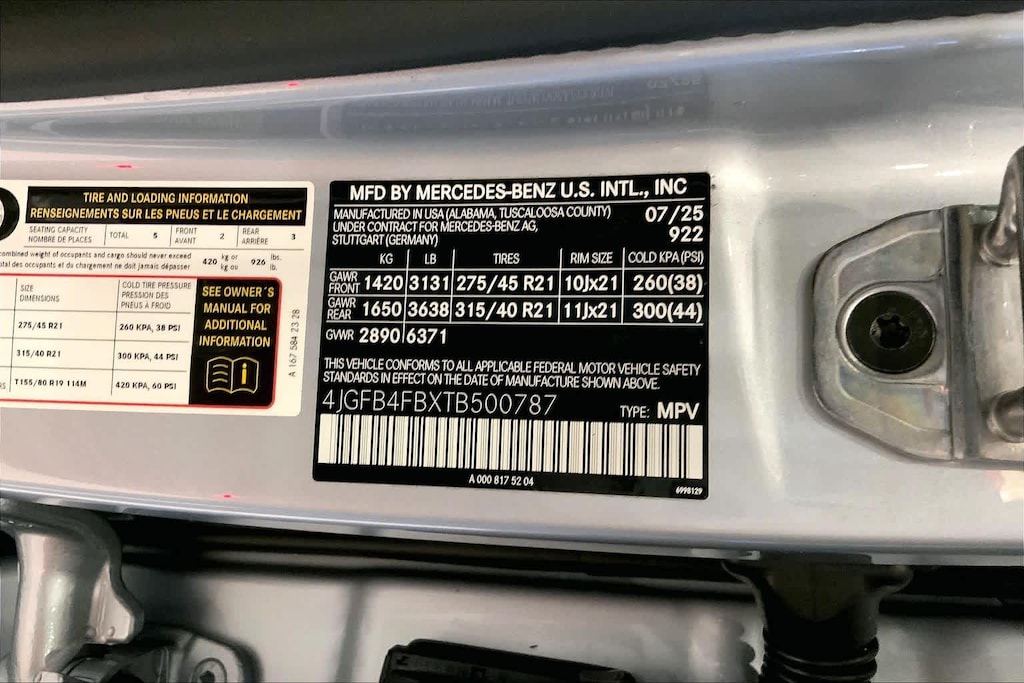 TIRE AND LOADING INFORMATION
RENSEIGNEMENTS SUR LES PNEUS ET LE CHARGEMENT
SEATING CAPACITY
NOMBRE DE PLACES
TOTAL 5
FRONT
AVANT
2
REAR
ARRIÈRE
3
combined weight of occupants and cargo should never exceed
total des occupants et du chargement ne doit jamais dépasser
420 kg or
kg ou
926 lbs.
lb.
SIZE
DIMENSIONS
COLD TIRE PRESSURE
PRESSION DES
PNEUS À FROID
275/45 R21 260 KPA, 38 PSI
315/40 R21 300 KPA, 44 PSI
T155/80 R19 114M 420 KPA, 60 PSI
SEE OWNER'S
MANUAL FOR
ADDITIONAL
INFORMATION
i
A 167 584 23 28
MFD BY MERCEDES-BENZ U.S. INTL., INC
MANUFACTURED IN USA (ALABAMA, TUSCALOOSA COUNTY)
UNDER CONTRACT FOR MERCEDES-BENZ AG,
STUTTGART (GERMANY)
07/25
922
KG LB TIRES RIM SIZE COLD KPA (PSI)
GAWR
FRONT
1420 3131 275/45 R21 10Jx21 260(38)
GAWR
REAR
1650 3638 315/40 R21 11Jx21 300(44)
GWR 2890 6371
THIS VEHICLE CONFORMS TO ALL APPLICABLE FEDERAL MOTOR VEHICLE SAFETY
STANDARDS IN EFFECT ON THE DATE OF MANUFACTURE SHOWN ABOVE.
4JGFB4FBXTB500787 TYPE: MPV
A 000 817 52 04
6998129